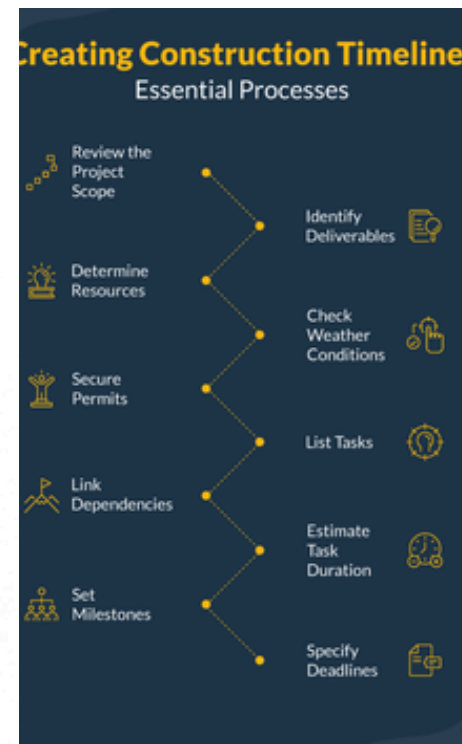 Creating Construction Timeline
Essential Processes
Review the
Project
Scope
Identify
Deliverables
Determine
Resources
Check
Weather
Conditions
Secure
Permits
List Tasks
Link
Dependencies
Estimate
Task
Duration
Set
Milestones
Specify
Deadlines